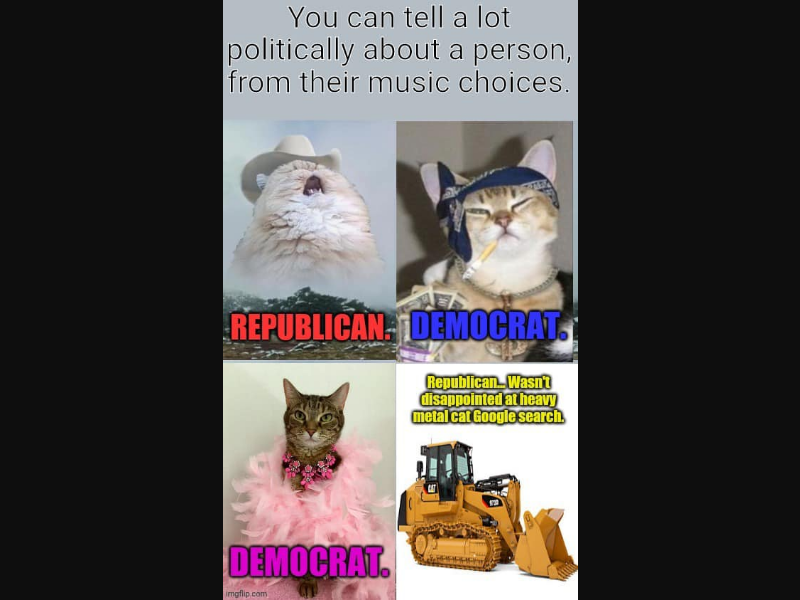 You can tell a lot
politically about a person,
from their music choices.
REPUBLICAN.
DEMOCRAT.
DEMOCRAT.
Republican... Wasn't
disappointed at heavy
metal cat Google search.
CAT
imgflip.com